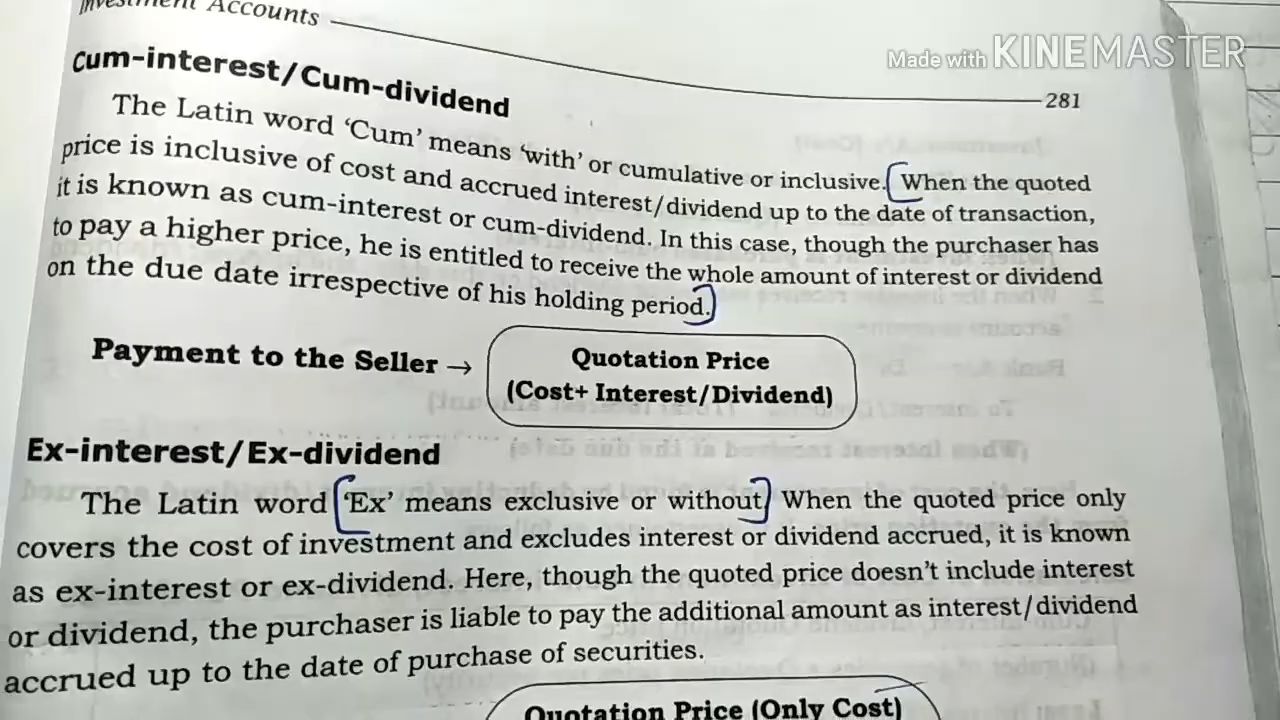 Investment Accounts
281
Made with KINEMASTER
Cum-interest/Cum-dividend
The Latin word ‘Cum’ means ‘with’ or cumulative or inclusive. When the quoted
price is inclusive of cost and accrued interest/dividend up to the date of transaction,
it is known as cum-interest or cum-dividend. In this case, though the purchaser has
to pay a higher price, he is entitled to receive the whole amount of interest or dividend
on the due date irrespective of his holding period.
Payment to the Seller → Quotation Price
(Cost+ Interest/Dividend)
Ex-interest/Ex-dividend
The Latin word ‘Ex’ means exclusive or without. When the quoted price only
covers the cost of investment and excludes interest or dividend accrued, it is known
as ex-interest or ex-dividend. Here, though the quoted price doesn’t include interest
or dividend, the purchaser is liable to pay the additional amount as interest/dividend
accrued up to the date of purchase of securities.
Quotation Price (Only Cost)